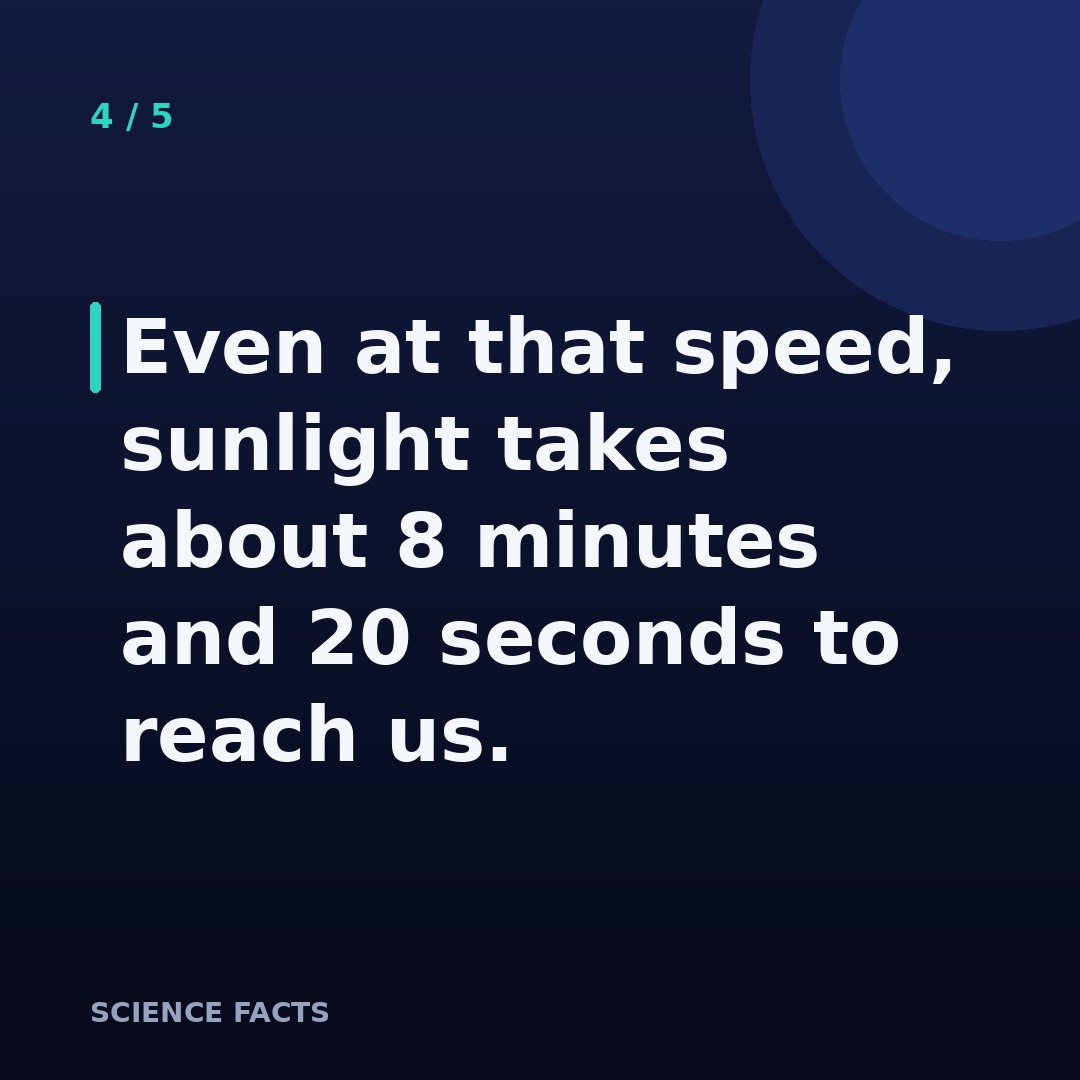 4 / 5
Even at that speed,
sunlight takes
about 8 minutes
and 20 seconds to
reach us.
SCIENCE FACTS